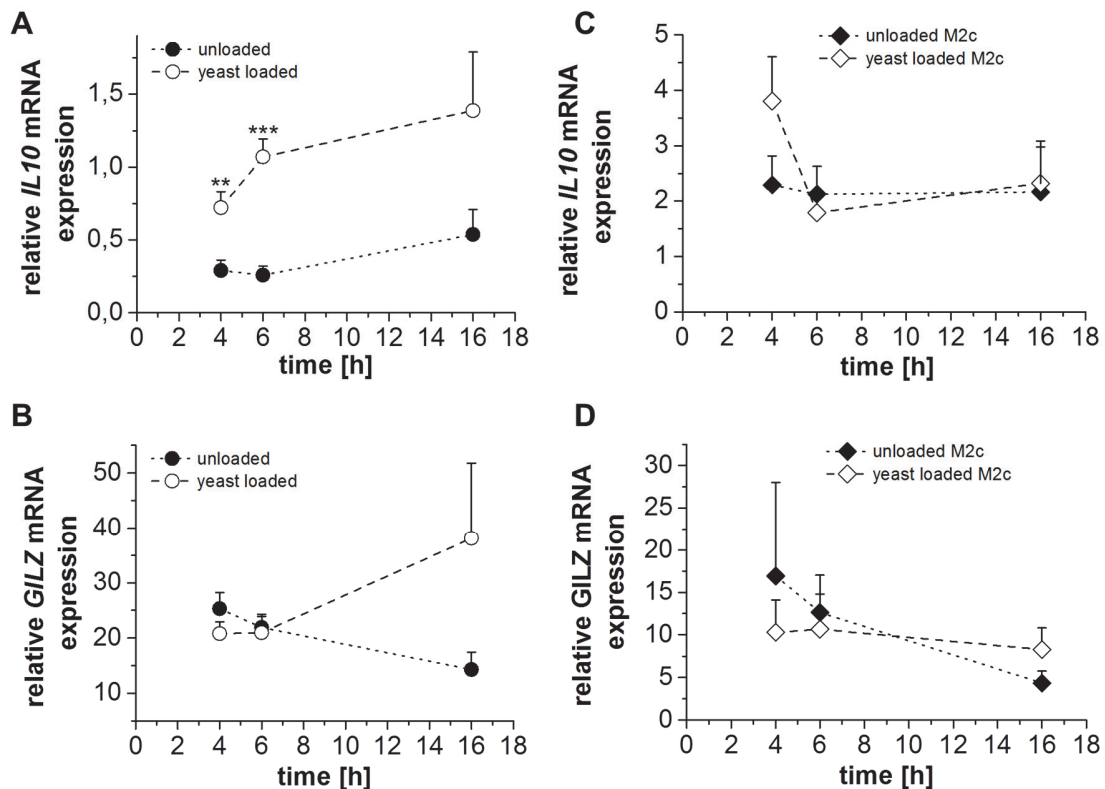 A
unloaded
yeast loaded
relative IL10 mRNA
expression
1,5
1,0
0,5
0,0
**
***
0 2 4 6 8 10 12 14 16 18
time [h]
C
unloaded M2c
yeast loaded M2c
relative IL10 mRNA
expression
5
4
3
2
1
0
0 2 4 6 8 10 12 14 16 18
time [h]
B
unloaded
yeast loaded
relative GILZ mRNA
expression
50
40
30
20
10
0 2 4 6 8 10 12 14 16 18
time [h]
D
unloaded M2c
yeast loaded M2c
relative GILZ mRNA
expression
30
25
20
15
10
5
0
0 2 4 6 8 10 12 14 16 18
time [h]